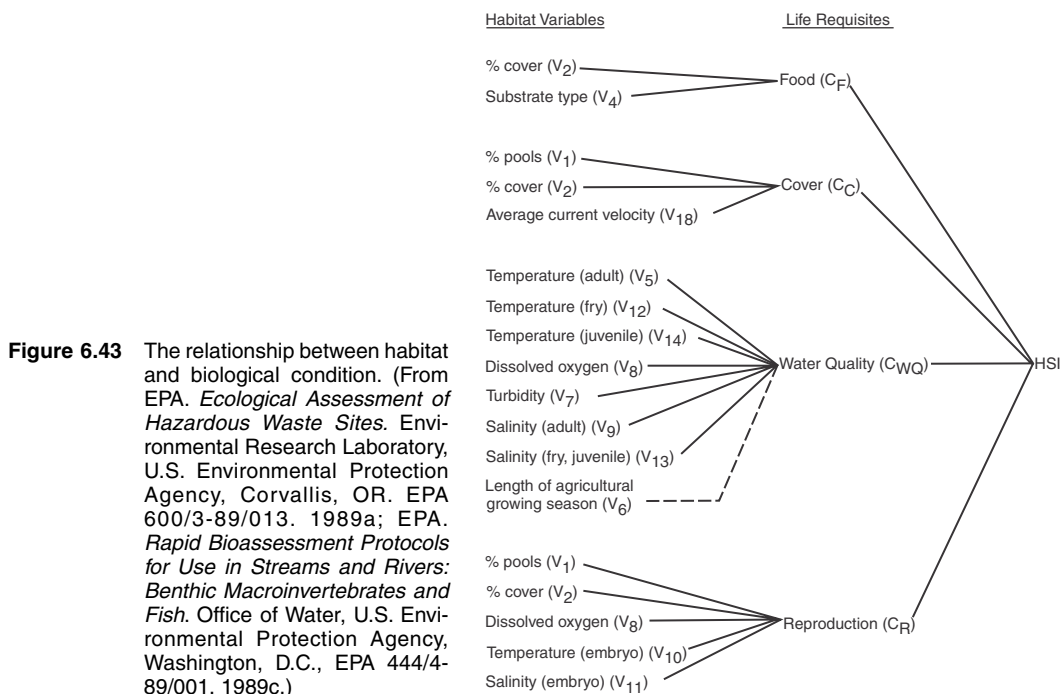 Habitat Variables Life Requisites
% cover (V2)
Substrate type (V4)
Food (CF)
% pools (V1)
% cover (V2)
Average current velocity (V18)
Cover (CC)
Temperature (adult) (V5)
Temperature (fry) (V12)
Temperature (juvenile) (V14)
Dissolved oxygen (V8)
Turbidity (V7)
Salinity (adult) (V9)
Salinity (fry, juvenile) (V13)
Length of agricultural
growing season (V6)
Water Quality (CWQ)
HSI
% pools (V1)
% cover (V2)
Dissolved oxygen (V8)
Temperature (embryo) (V10)
Salinity (embryo) (V11)
Reproduction (CR)
Figure 6.43 The relationship between habitat
and biological condition. (From
EPA. Ecological Assessment of
Hazardous Waste Sites. Envi-
ronmental Research Laboratory,
U.S. Environmental Protection
Agency, Corvallis, OR. EPA
600/3-89/013. 1989a; EPA.
Rapid Bioassessment Protocols
for Use in Streams and Rivers:
Benthic Macroinvertebrates and
Fish. Office of Water, U.S. Envi-
ronmental Protection Agency,
Washington, D.C., EPA 444/4-
89/001. 1989c.)